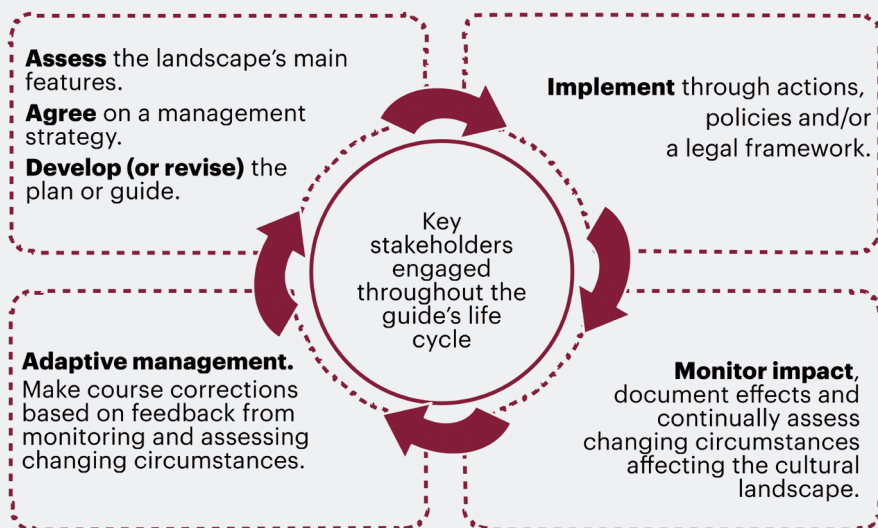 Assess the landscape's main
features.
Agree on a management
strategy.
Develop (or revise) the
plan or guide.
Implement through actions,
policies and/or
a legal framework.
Key
stakeholders
engaged
throughout the
guide's life
cycle
Adaptive management.
Make course corrections
based on feedback from
monitoring and assessing
changing circumstances.
Monitor impact,
document effects and
continually assess
changing circumstances
affecting the cultural
landscape.